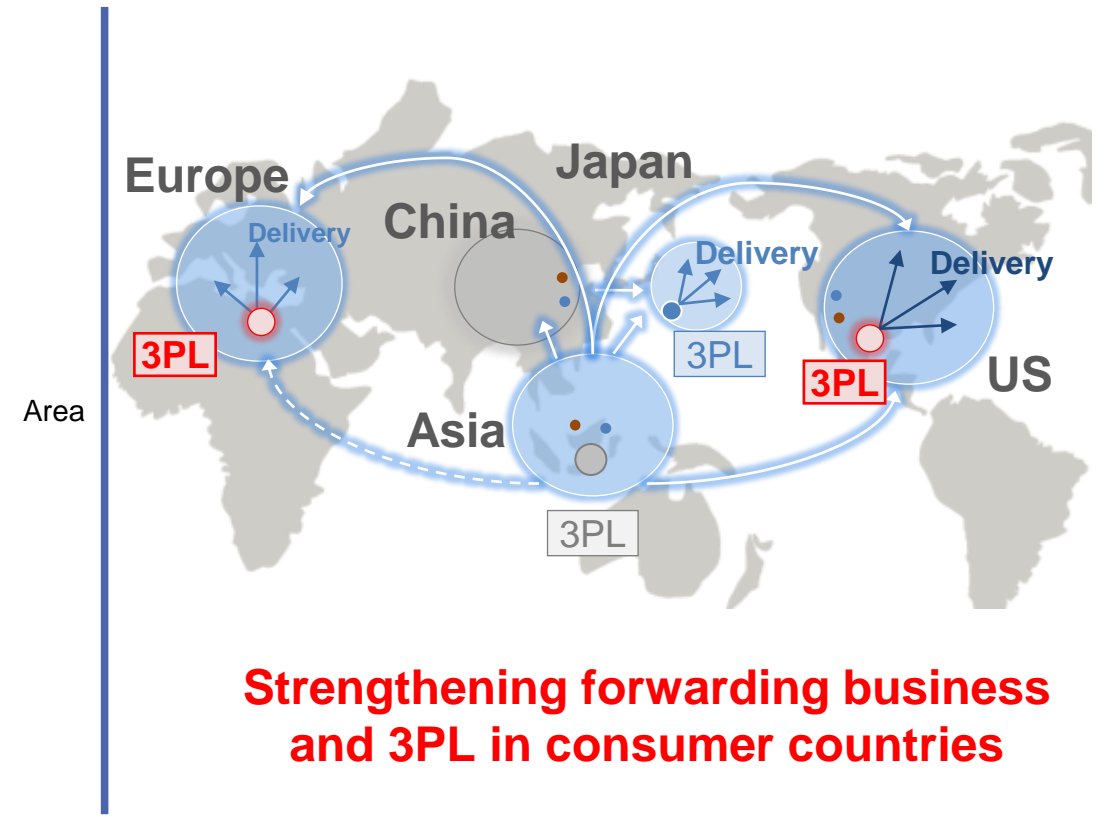 Japan
Europe
China
Delivery
Delivery
Delivery
3PL
3PL
3PL
US
Area
Asia
3PL
Strengthening forwarding business
and 3PL in consumer countries